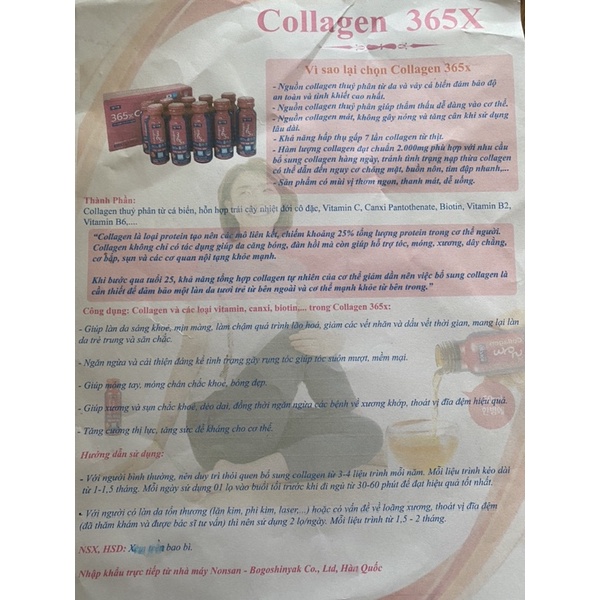 Collagen 365X
Vì sao lại chọn Collagen 365x
- Nguồn collagen thuỷ phân từ da và vảy cá biển đảm bảo độ
an toàn và tinh khiết cao nhất.
- Nguồn collagen thuỷ phân giúp thẩm thấu dễ dàng vào cơ thể.
- Nguồn collagen mát, không gây nóng và tăng cân khi sử dụng
lâu dài.
- Khả năng hấp thụ gấp 7 lần collagen từ thịt.
- Hàm lượng collagen đạt chuẩn 2.000mg phù hợp với nhu cầu
bổ sung collagen hàng ngày, tránh tình trạng nạp thừa collagen
có thể dẫn đến nguy cơ chóng mặt, buồn nôn, tim đập nhanh,...
- Sản phẩm có mùi vị thơm ngon, thanh mát, dễ uống.
365x
Thành Phần:
Collagen thuỷ phân từ cá biển, hỗn hợp trái cây nhiệt đới cô đặc, Vitamin C, Canxi Pantothenate, Biotin, Vitamin B2,
Vitamin B6,....
"Collagen là loại protein tạo nên các mô liên kết, chiếm khoảng 25% tổng lượng protein trong cơ thể người.
Collagen không chỉ có tác dụng giúp da căng bóng, đàn hồi mà còn giúp hỗ trợ tóc, móng, xương, dây chằng,
cơ bắp, sụn và các cơ quan nội tạng khỏe mạnh.
Khi bước qua tuổi 25, khả năng tổng hợp collagen tự nhiên của cơ thể giảm dần nên việc bổ sung collagen là
cần thiết để đảm bảo một làn da tươi trẻ từ bên ngoài và cơ thể mạnh khỏe từ bên trong."
Công dụng: Collagen và các loại vitamin, canxi, biotin,... trong Collagen 365x:
- Giúp làn da sáng khoẻ, mịn màng, làm chậm quá trình lão hoá, giảm các vết nhăn và dấu vết thời gian, mang lại làn
da trẻ trung và săn chắc.
- Ngăn ngừa và cải thiện đáng kể tình trạng gãy rụng tóc giúp tóc suôn mượt, mềm mại.
- Giúp móng tay, móng chân chắc khoẻ, bóng đẹp.
- Giúp xương và sụn chắc khoẻ, dẻo dai, đồng thời ngăn ngừa các bệnh về xương khớp, thoát vị đĩa đệm hiệu quả.
- Tăng cường thị lực, tăng sức đề kháng cho cơ thể.
Hướng dẫn sử dụng:
- Với người bình thường, nên duy trì thói quen bổ sung collagen từ 3-4 liệu trình mỗi năm. Mỗi liệu trình kéo dài
từ 1-1,5 tháng. Mỗi ngày sử dụng 01 lọ vào buổi tối trước khi đi ngủ từ 30-60 phút để đạt hiệu quả tốt nhất.
• Với người có làn da tổn thương (lăn kim, phi kim, laser,...) hoặc có vấn đề về loãng xương, thoát vị đĩa đệm
(đã thăm khám và được bác sĩ tư vấn) thì nên sử dụng 2 lọ/ngày. Mỗi liệu trình từ 1,5 - 2 tháng.
NSX, HSD: bao bì.
Nhập khẩu trực tiếp từ nhà máy Nonsan - Bogoshinyak Co., Ltd, Hàn Quốc